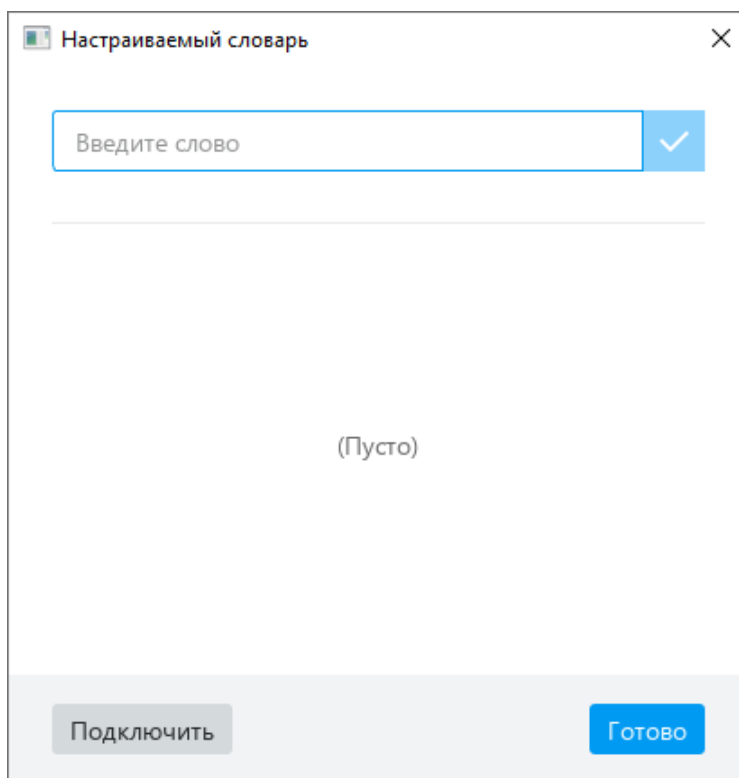 Настраиваемый словарь
Введите слово
(Пусто)
Подключить
Готово